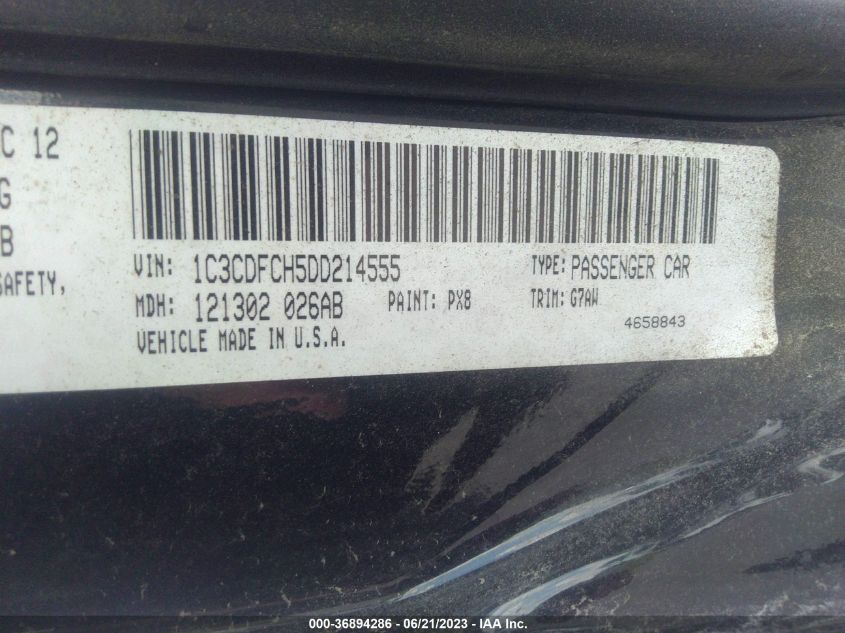 C 12
G
B
SAFETY,
VIN: 1C3CDFCH5DD214555 TYPE: PASSENGER CAR
MDH: 121302 026AB PAINT: PX8 TRIM: G7AW
VEHICLE MADE IN U.S.A. 4658843
000-36894286 - 06/21/2023 - IAA Inc.